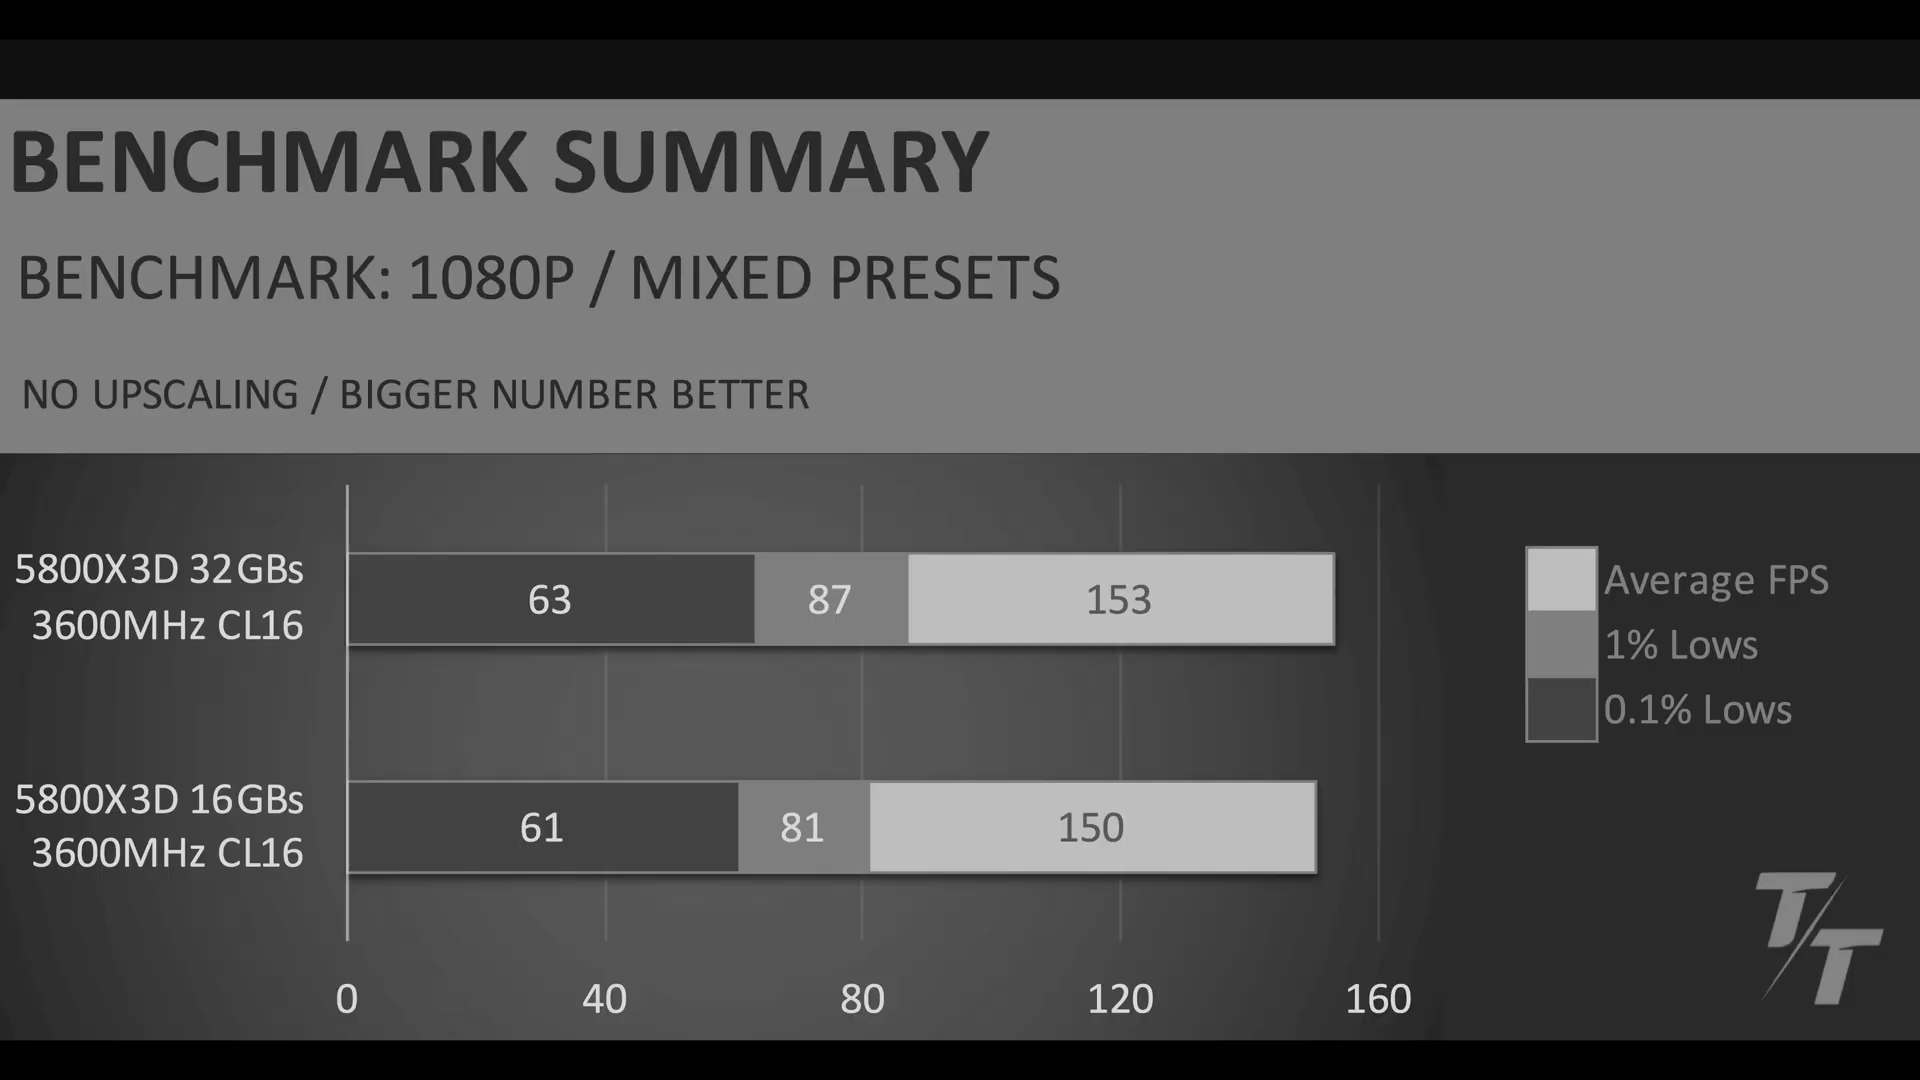 BENCHMARK SUMMARY
BENCHMARK: 1080P / MIXED PRESETS
NO UPSCALING / BIGGER NUMBER BETTER
5800X3D 32GBs
3600MHz CL16
63 87 153
5800X3D 16GBs
3600MHz CL16
61 81 150
0 40 80 120 160
Average FPS
1% Lows
0.1% Lows
T/T